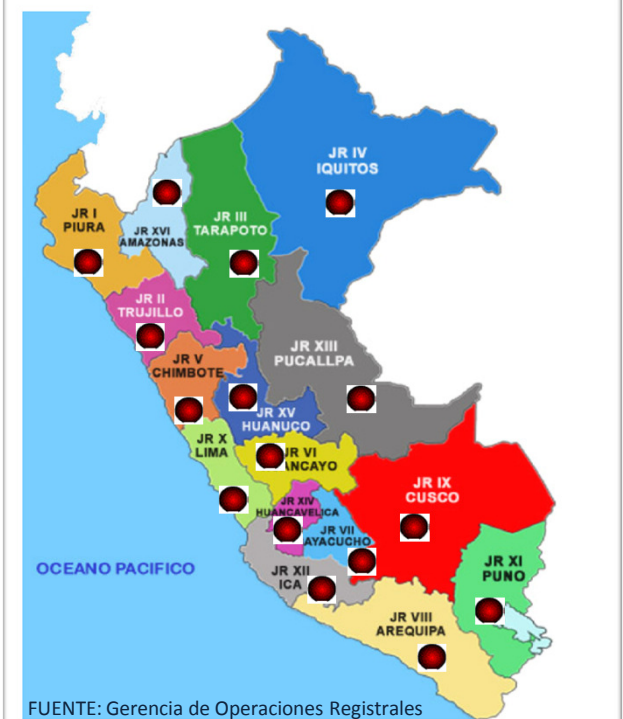 JR IV
IQUITOS
JR I
PIURA
JR XVI
AMAZONAS
JR III
TARAPOTO
JR II
TRUJILLO
JR XIII
PUCALLPA
JR V
CHIMBOTE
JR XV
HUANUCO
JR X
LIMA
JR VI
ANCAYO
JR IX
CUSCO
JR XIV
HUANCAVELICA
JR VII
AYACUCHO
JR XI
PUNO
OCEANO PACIFICO
JR XII
ICA
JR VIII
AREQUIPA
FUENTE: Gerencia de Operaciones Registrales